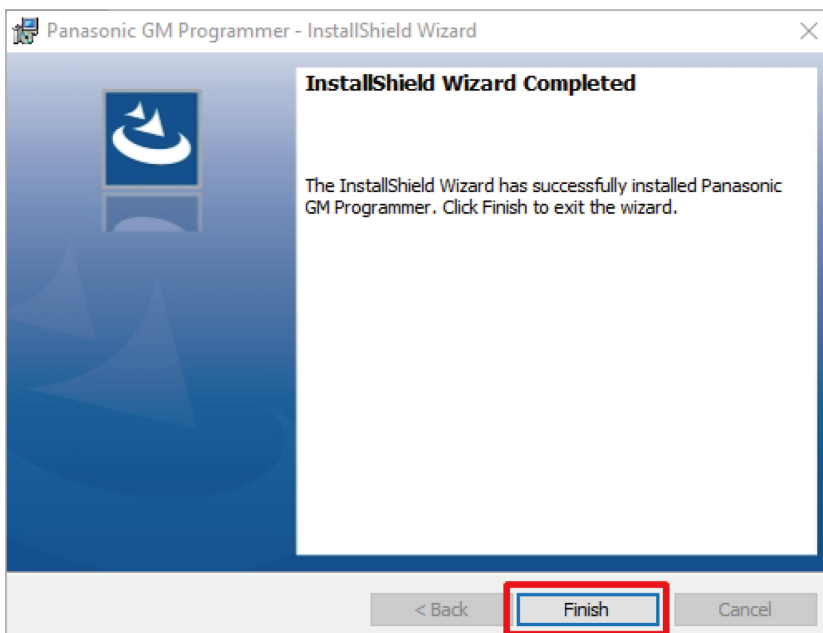 Panasonic GM Programmer - InstallShield Wizard
InstallShield Wizard Completed
The InstallShield Wizard has successfully installed Panasonic
GM Programmer. Click Finish to exit the wizard.
< Back
Finish
Cancel